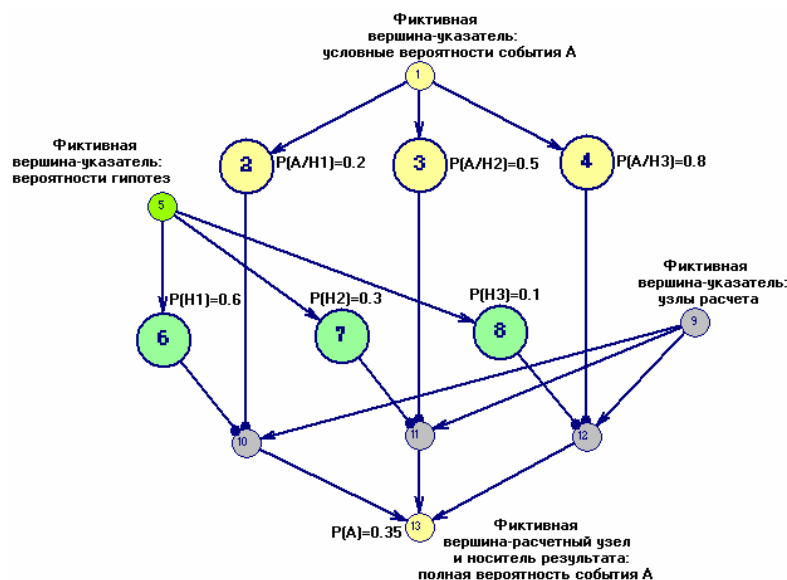 Фиктивная
вершина-указатель:
условные вероятности события А
1
Фиктивная
вершина-указатель:
вероятности гипотез
2
P(A/H1)=0.2
3
P(A/H2)=0.5
4
P(A/H3)=0.8
5
Фиктивная
вершина-указатель:
узлы расчета
P(H1)=0.6
P(H2)=0.3
P(H3)=0.1
6
7
8
9
10
11
12
P(A)=0.35
13
Фиктивная
вершина-расчетный узел
и носитель результата:
полная вероятность события А